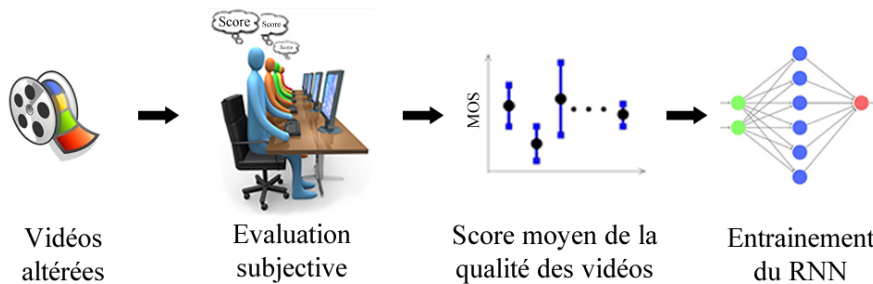 Score
Score
Score
MOS
Vidéos
altérées
Evaluation
subjective
Score moyen de la
qualité des vidéos
Entrainement
du RNN